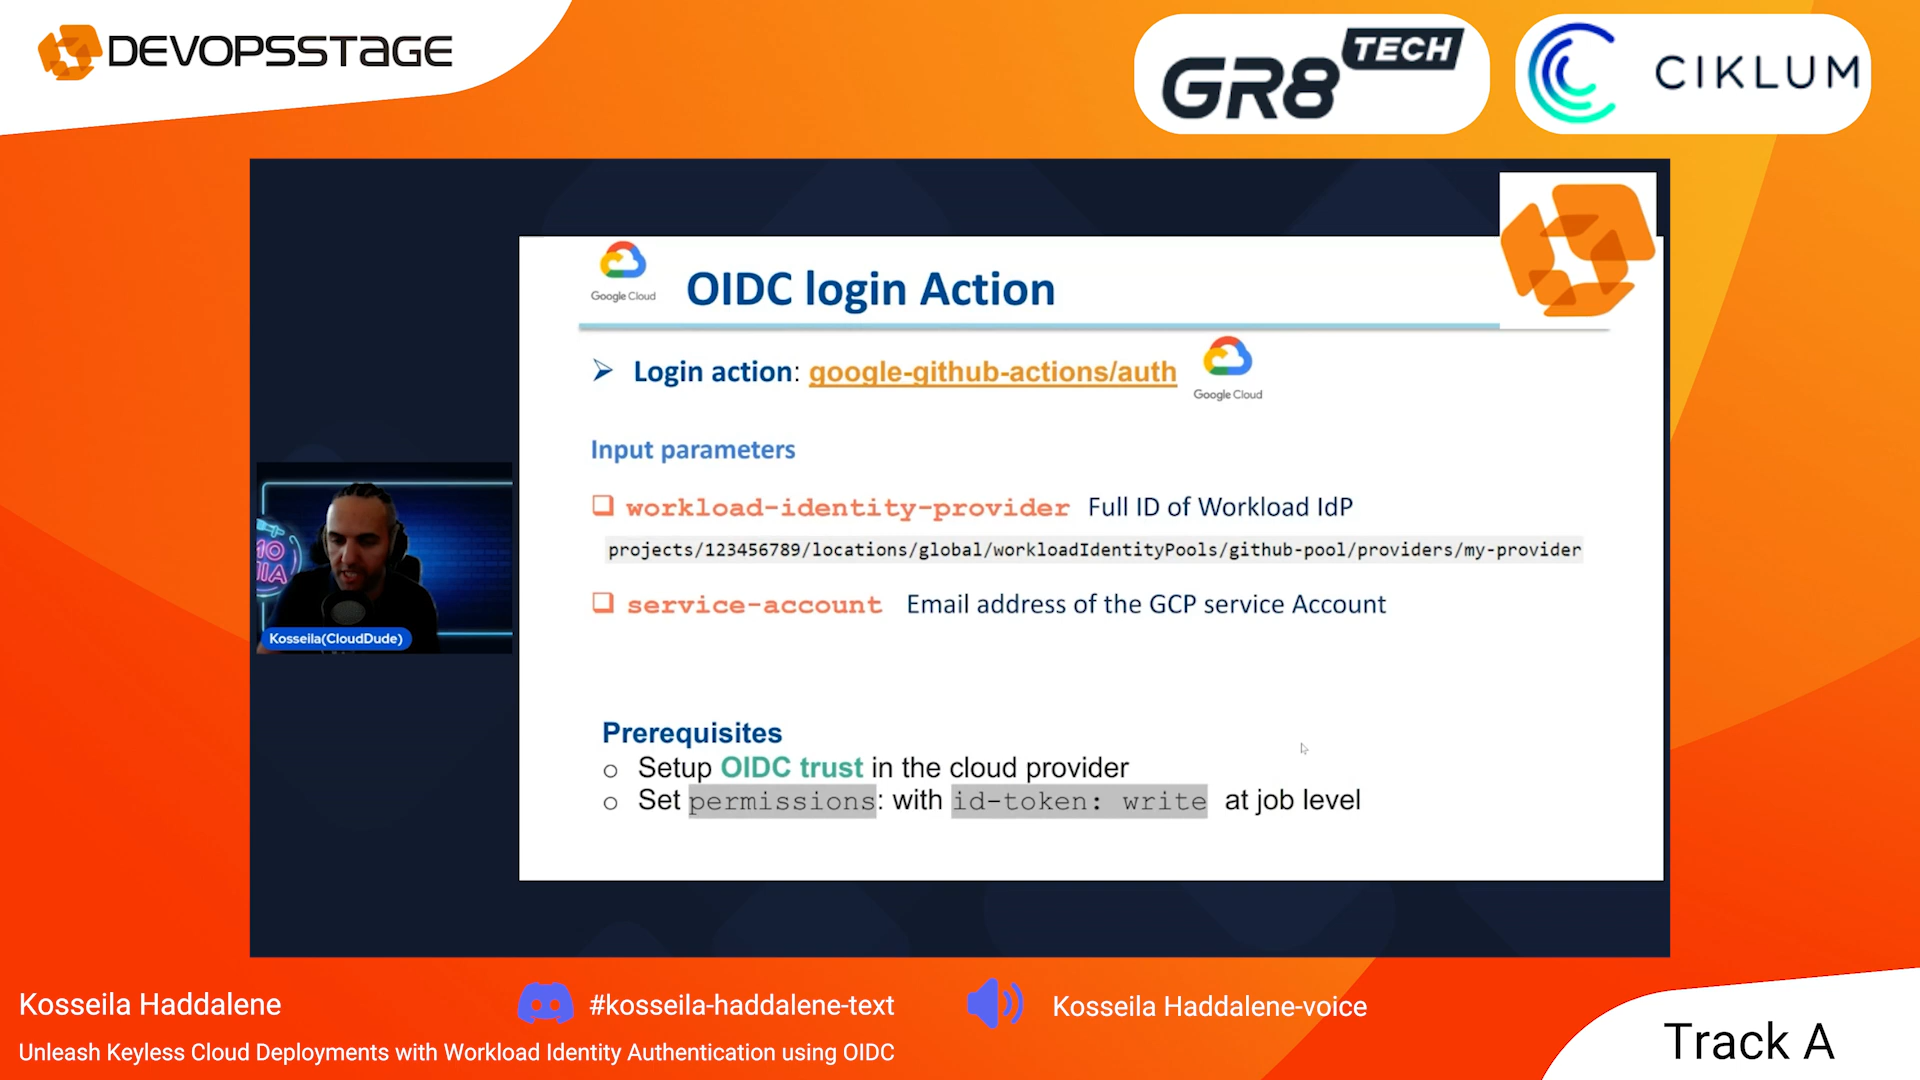 DEVOPSSTAGE
GR8 TECH
CIKLUM
Google Cloud
OIDC login Action
Login action: google-github-actions/auth
Google Cloud
Input parameters
workload-identity-provider Full ID of Workload IdP
projects/123456789/locations/global/workloadIdentityPools/github-pool/providers/my-provider
service-account Email address of the GCP service Account
Kosseila(CloudDude)
Prerequisites
Setup OIDC trust in the cloud provider
Set permissions: with id-token: write at job level
Kosseila Haddalene
#kosseila-haddalene-text
Kosseila Haddalene-voice
Unleash Keyless Cloud Deployments with Workload Identity Authentication using OIDC
Track A